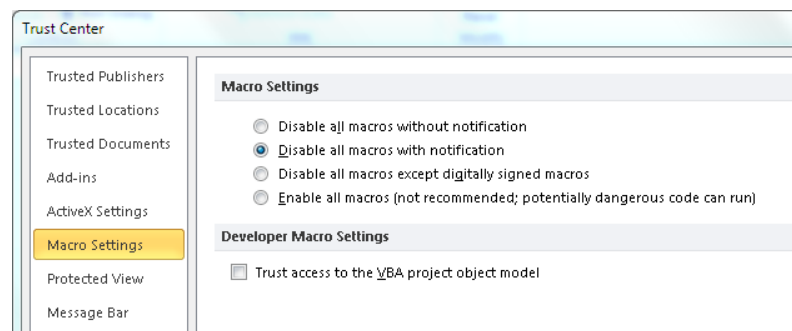 Trust Center
Trusted Publishers
Trusted Locations
Trusted Documents
Add-ins
ActiveX Settings
Macro Settings
Protected View
Message Bar
Macro Settings
Disable all macros without notification
Disable all macros with notification
Disable all macros except digitally signed macros
Enable all macros (not recommended; potentially dangerous code can run)
Developer Macro Settings
Trust access to the VBA project object model